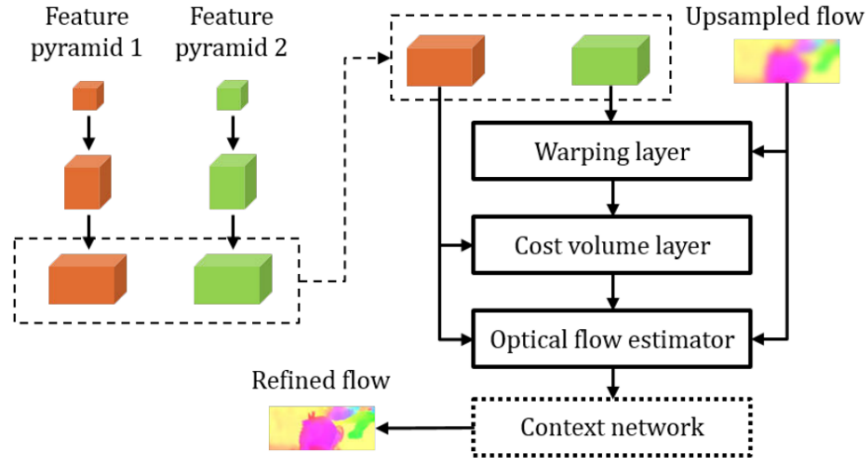 Feature
pyramid 1
Feature
pyramid 2
Upsampled flow
Warping layer
Cost volume layer
Optical flow estimator
Refined flow
Context network